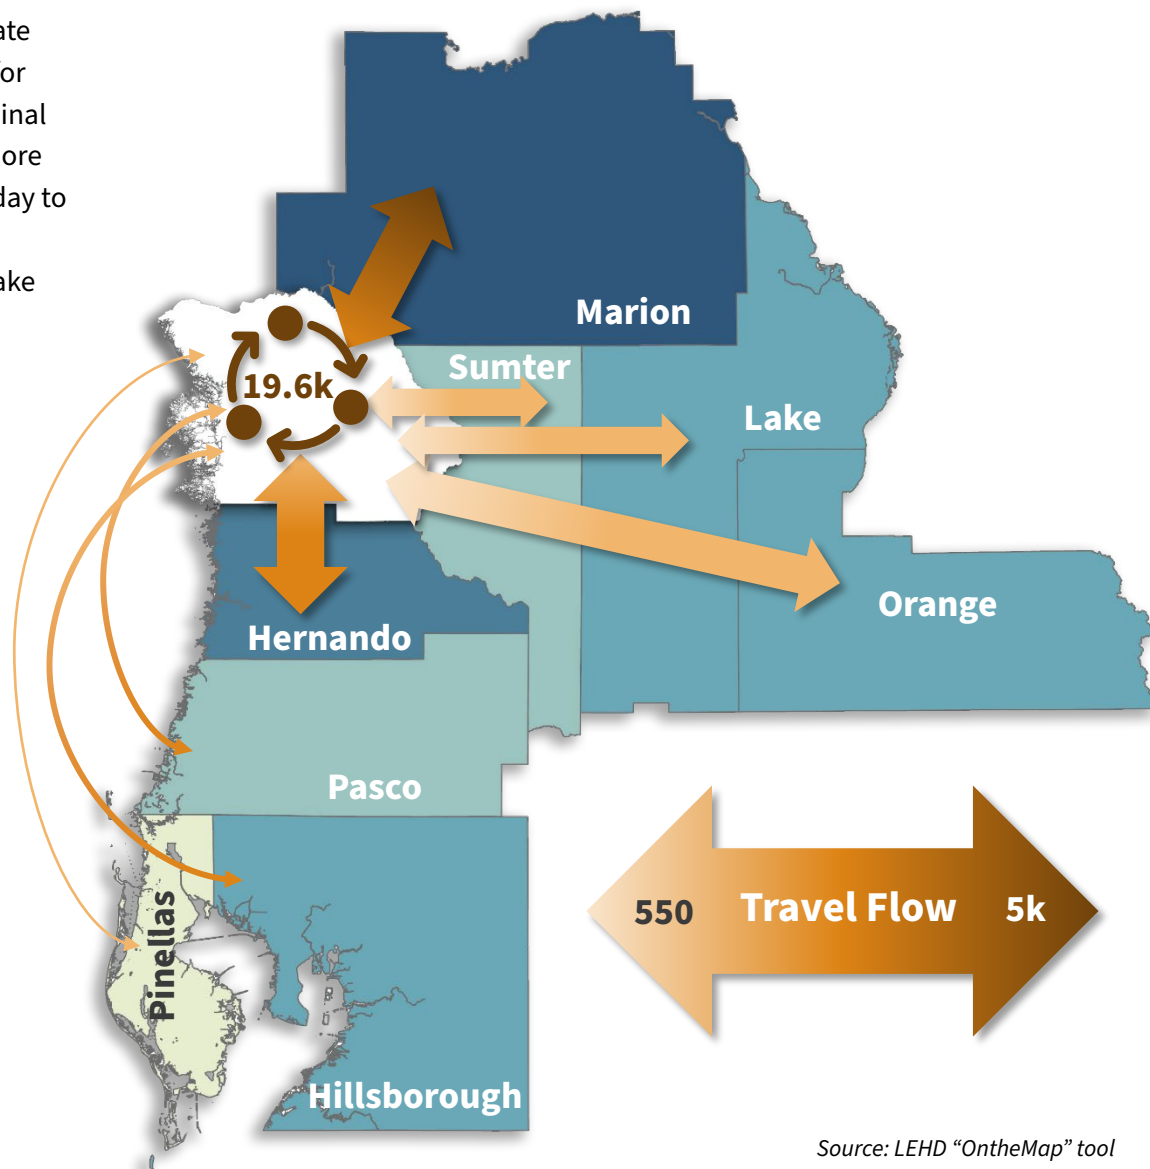 ate
for
inal
ore
day to
ake
Marion
Sumter
19.6k
Lake
Orange
Hernando
Pasco
Pinellas
550 Travel Flow 5k
Hillsborough
Source: LEHD “OntheMap” tool